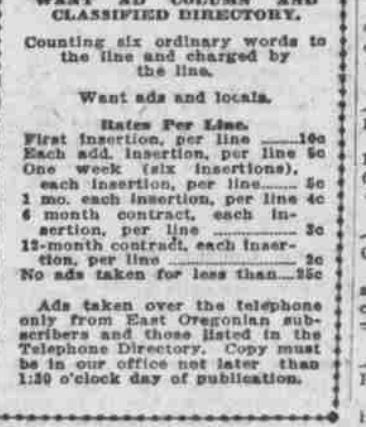 WANT AD COLUMN AND
CLASSIFIED DIRECTORY.
Counting six ordinary words to
the line and charged by
the line.
Want ads and locals.
Rates Per Line.
First insertion, per line ......10c
Each add. insertion, per line 5c
One week (six insertions),
each insertion, per line...... 5c
1 mo. each insertion, per line 4c
6 month contract, each in-
sertion, per line ............ 3c
12-month contract, each inser-
tion, per line ............... 2c
No ads taken for less than...25c
Ads taken over the telephone
only from East Oregonian sub-
scribers and those listed in the
Telephone Directory. Copy must
be in our office not later than
1:30 o'clock day of publication.